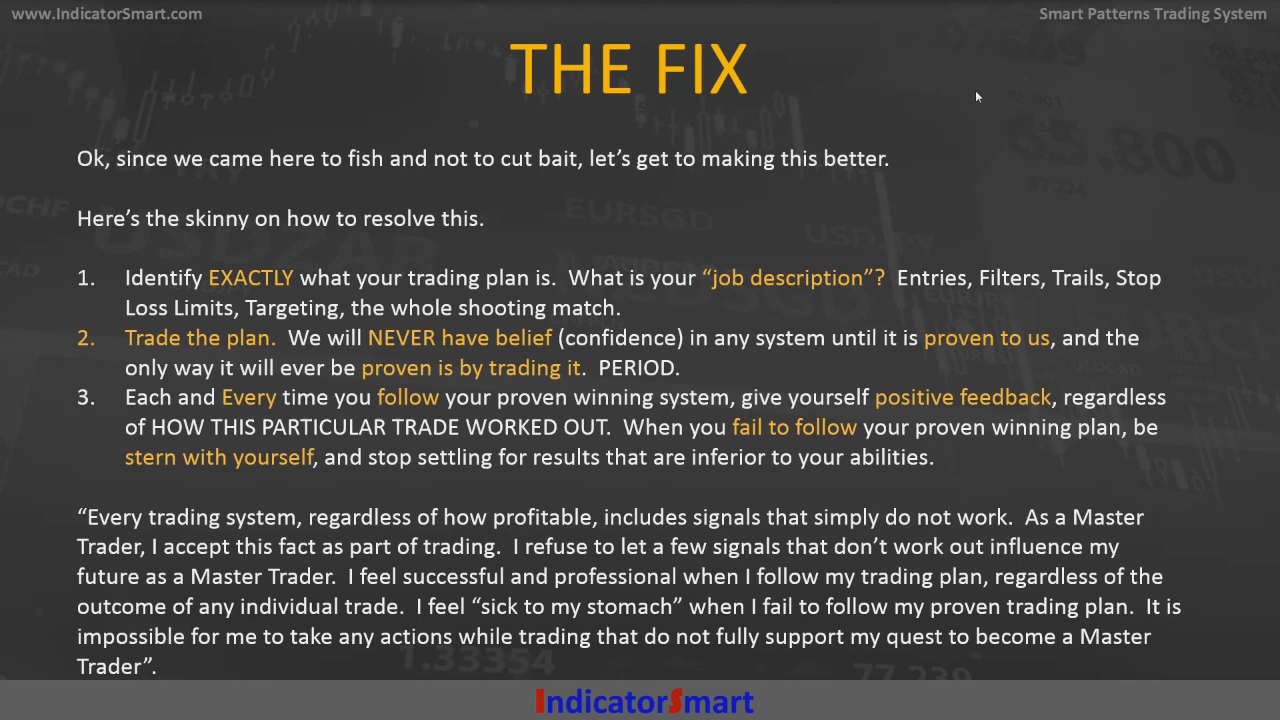 www.IndicatorSmart.com
Smart Patterns Trading System
THE FIX
Ok, since we came here to fish and not to cut bait, let’s get to making this better.
Here’s the skinny on how to resolve this.
1. Identify EXACTLY what your trading plan is. What is your “job description”? Entries, Filters, Trails, Stop
Loss Limits, Targeting, the whole shooting match.
2. Trade the plan. We will NEVER have belief (confidence) in any system until it is proven to us, and the
only way it will ever be proven is by trading it. PERIOD.
3. Each and Every time you follow your proven winning system, give yourself positive feedback, regardless
of HOW THIS PARTICULAR TRADE WORKED OUT. When you fail to follow your proven winning plan, be
stern with yourself, and stop settling for results that are inferior to your abilities.
“Every trading system, regardless of how profitable, includes signals that simply do not work. As a Master
Trader, I accept this fact as part of trading. I refuse to let a few signals that don’t work out influence my
future as a Master Trader. I feel successful and professional when I follow my trading plan, regardless of the
outcome of any individual trade. I feel “sick to my stomach” when I fail to follow my proven trading plan. It is
impossible for me to take any actions while trading that do not fully support my quest to become a Master
Trader”.
65.800
EURSGD
USDZAR
1.33354
77.239
IndicatorSmart